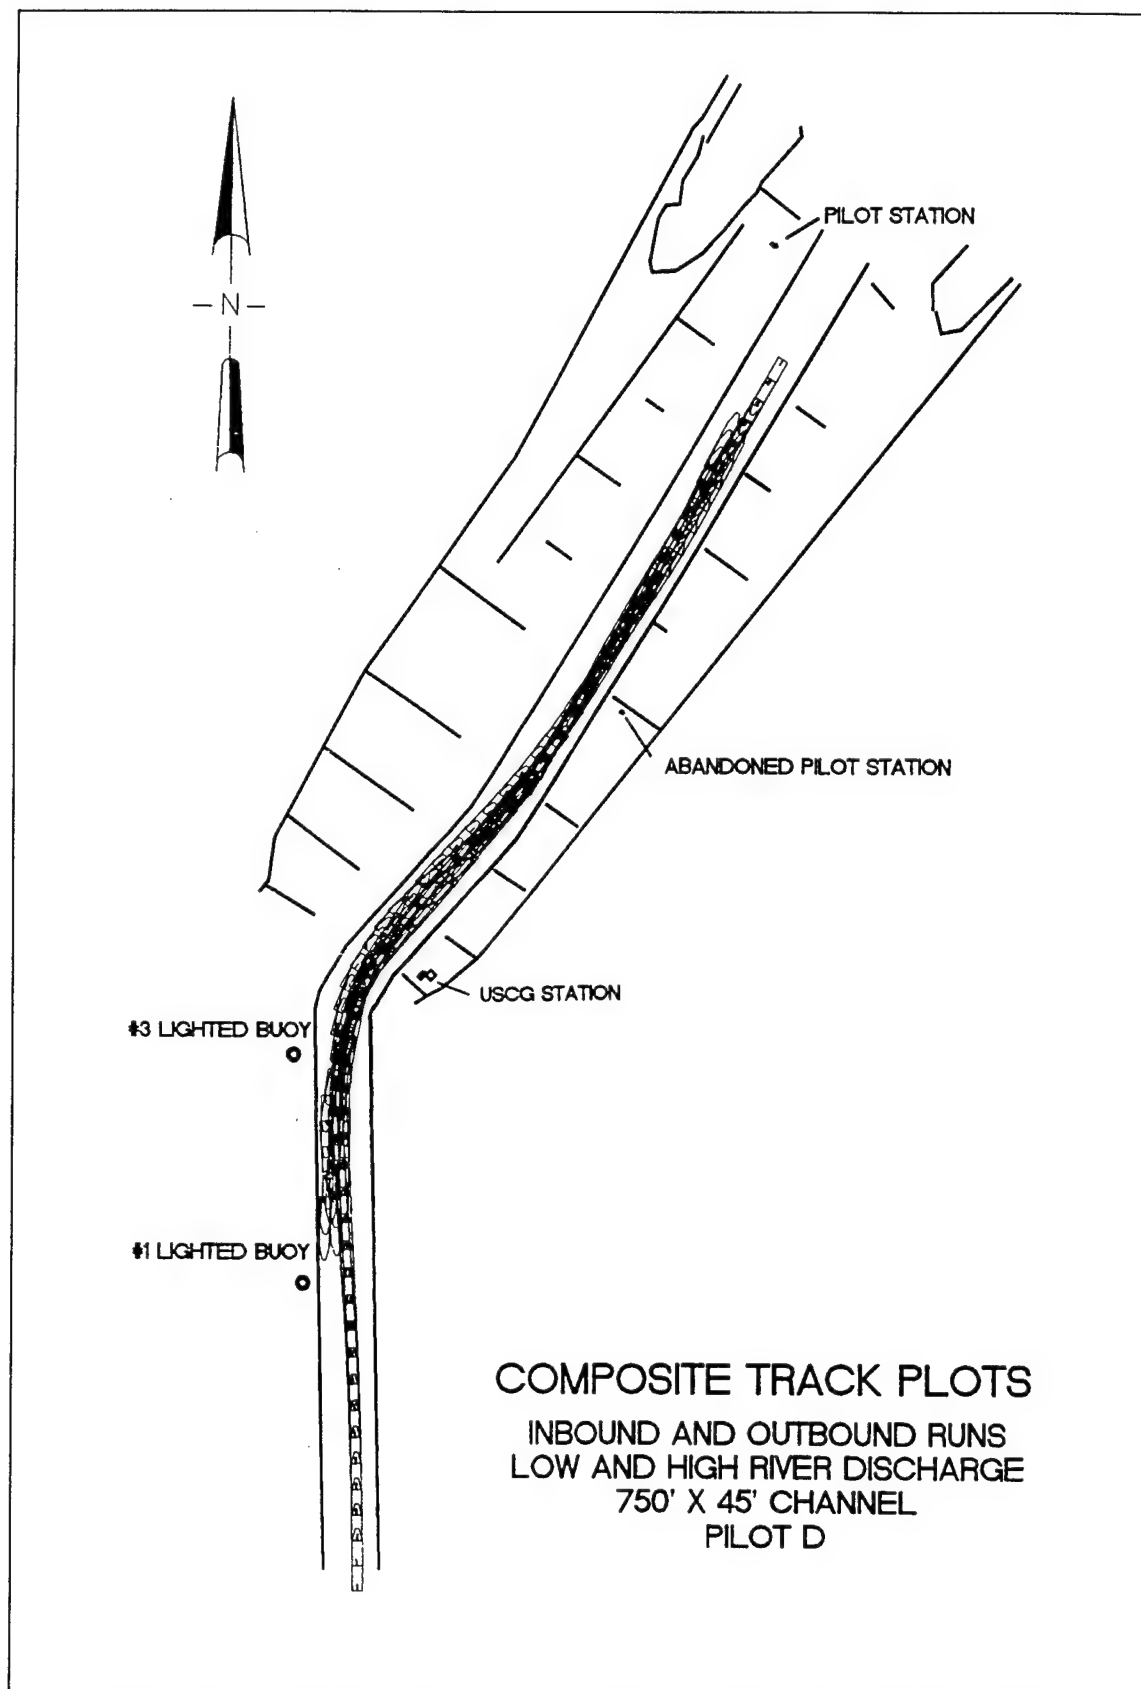 PILOT STATION
- N -
ABANDONED PILOT STATION
USCG STATION
#3 LIGHTED BUOY
#1 LIGHTED BUOY
COMPOSITE TRACK PLOTS
INBOUND AND OUTBOUND RUNS
LOW AND HIGH RIVER DISCHARGE
750' X 45' CHANNEL
PILOT D